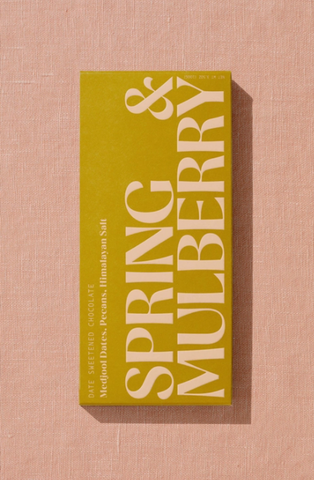 SPRING &
MULBERRY
DATE SWEETENED CHOCOLATE
Medjool Dates, Pecans, Himalayan Salt